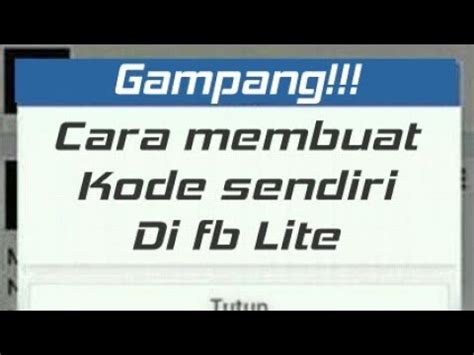 Gampang!!!
Cara membuat
Kode sendiri
Di fb Lite
Tutup